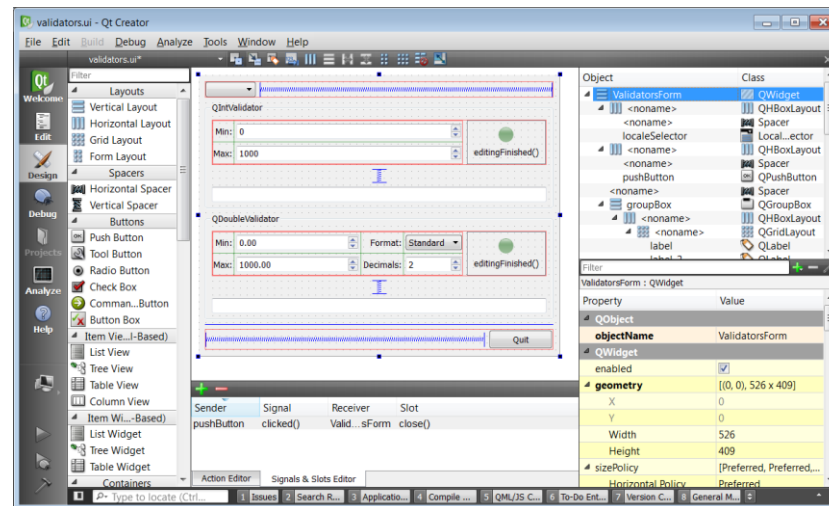 validators.ui - Qt Creator
File Edit Build Debug Analyze Tools Window Help
validators.ui*
Welcome
Edit
Design
Debug
Projects
Analyze
Help
Filter
Layouts
Vertical Layout
Horizontal Layout
Grid Layout
Form Layout
Spacers
Horizontal Spacer
Vertical Spacer
Buttons
Push Button
Tool Button
Radio Button
Check Box
Comman...Button
Button Box
Item Vie...l-Based)
List View
Tree View
Table View
Column View
Item Wi...-Based)
List Widget
Tree Widget
Table Widget
Containers
QIntValidator
Min: 0
Max: 1000
editingFinished()
QDoubleValidator
Min: 0.00 Format: Standard
Max: 1000.00 Decimals: 2
editingFinished()
Quit
Sender Signal Receiver Slot
pushButton clicked() Valid...sForm close()
Action Editor Signals & Slots Editor
Object Class
ValidatorsForm QWidget
<noname> QHBoxLayout
<noname> Spacer
localeSelector Local...ector
<noname> QHBoxLayout
<noname> Spacer
pushButton QPushButton
<noname> Spacer
groupBox QGroupBox
<noname> QHBoxLayout
<noname> QGridLayout
label QLabel
label_2 QLabel
Filter
ValidatorsForm : QWidget
Property Value
QObject
objectName ValidatorsForm
QWidget
enabled
geometry [(0, 0), 526 x 409]
X 0
Y 0
Width 526
Height 409
sizePolicy [Preferred, Preferred,...
Horizontal Policy Preferred
Type to locate (Ctrl...
1 Issues 2 Search R... 3 Applicatio... 4 Compile ... 5 QML/JS C... 6 To-Do Ent... 7 Version C... 8 General M...